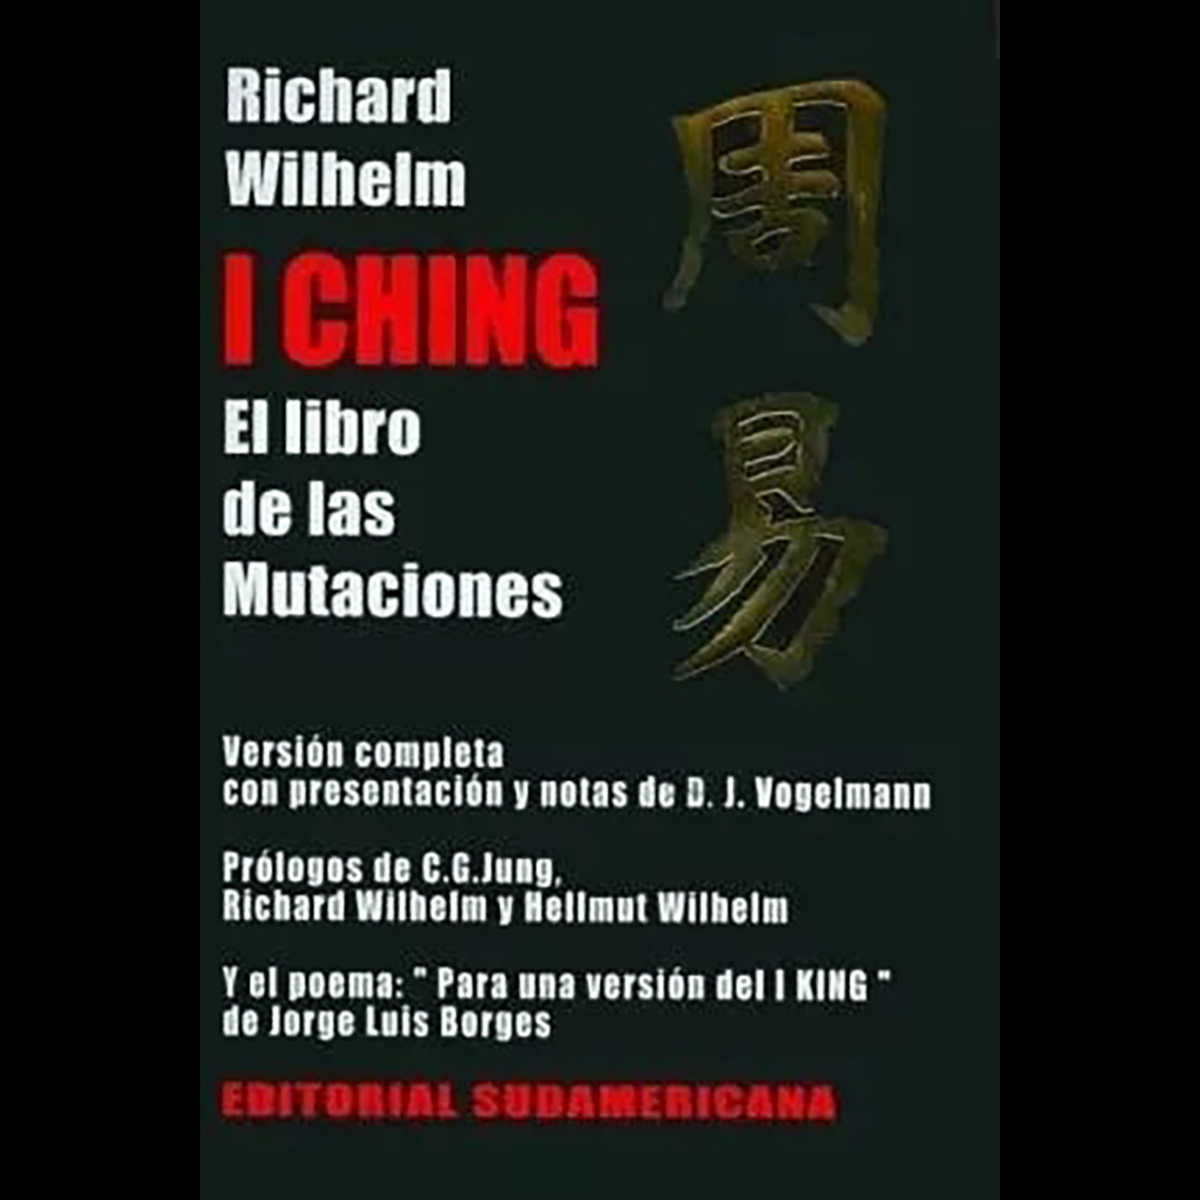 Richard
Wilhelm
I CHING
El libro
de las
Mutaciones
周
易
Versión completa
con presentación y notas de D. J. Vogelmann
Prólogos de C.G.Jung,
Richard Wilhelm y Hellmut Wilhelm
Y el poema: " Para una versión del I KING "
de Jorge Luis Borges
EDITORIAL SUDAMERICANA